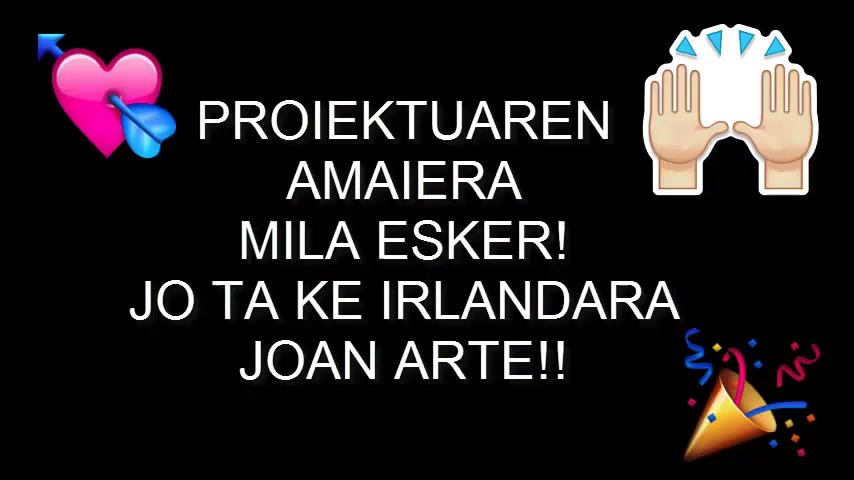 PROIEKTUAREN
AMAIERA
MILA ESKER!
JO TA KE IRLANDARA
JOAN ARTE!!